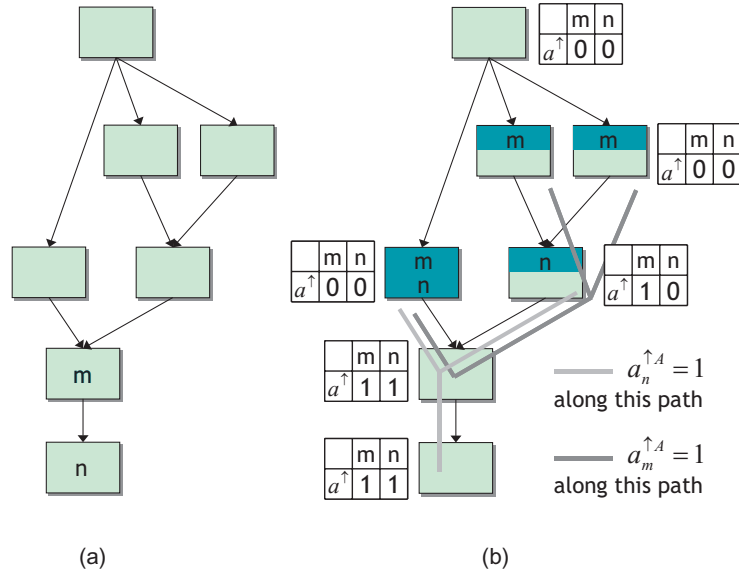 m n
a↑ 0 0
m m
m n
a↑ 0 0
m
n
m n
a↑ 0 0
n
m n
a↑ 1 0
m
m n
a↑ 1 1
a_n^{↑A} = 1
along this path
n
m n
a↑ 1 1
a_m^{↑A} = 1
along this path
(a) (b)